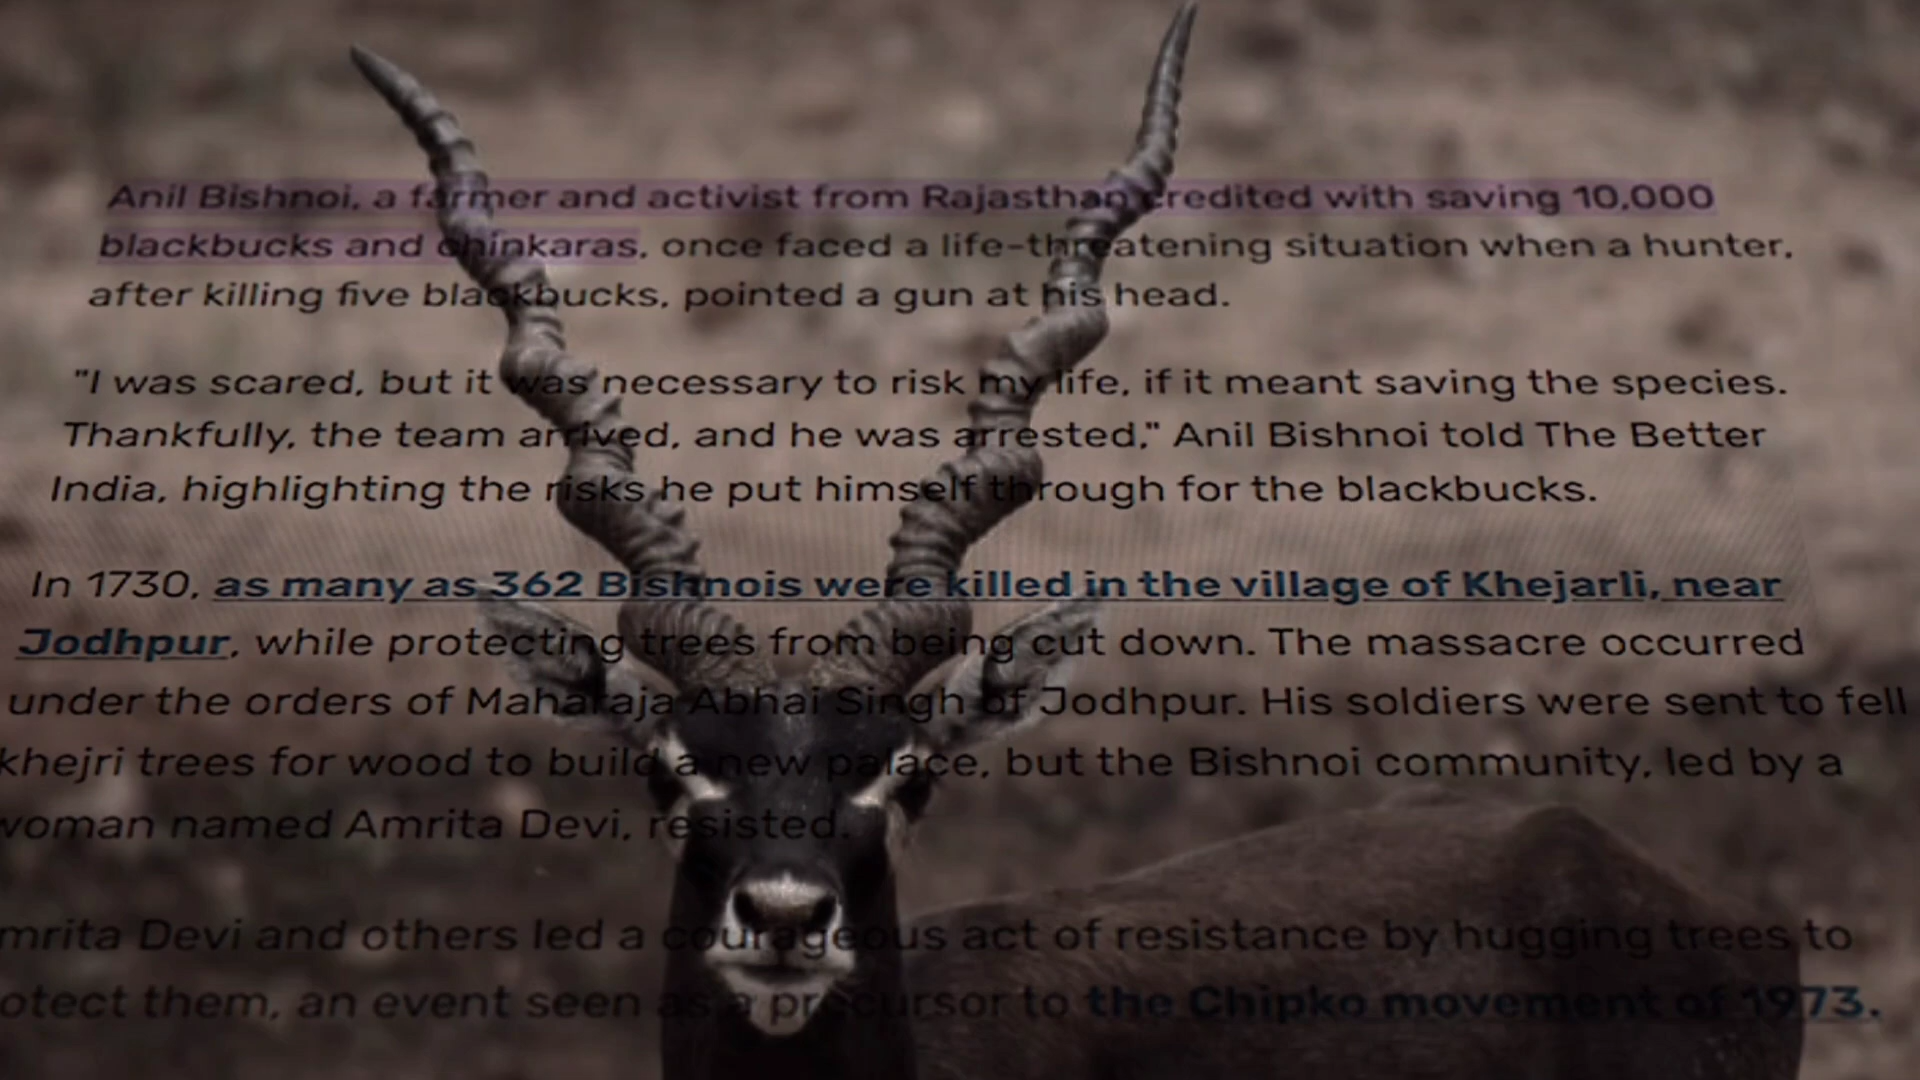 Anil Bishnoi, a farmer and activist from Rajasthan credited with saving 10,000
blackbucks and chinkaras, once faced a life-threatening situation when a hunter,
after killing five blackbucks, pointed a gun at his head.
"I was scared, but it was necessary to risk my life, if it meant saving the species.
Thankfully, the team arrived, and he was arrested," Anil Bishnoi told The Better
India, highlighting the risks he put himself through for the blackbucks.
In 1730, as many as 362 Bishnois were killed in the village of Khejarli, near
Jodhpur, while protecting trees from being cut down. The massacre occurred
under the orders of Maharaja Abhai Singh of Jodhpur. His soldiers were sent to fell
khejri trees for wood to build a new palace, but the Bishnoi community, led by a
woman named Amrita Devi, resisted.
mrita Devi and others led a courageous act of resistance by hugging trees to
otect them, an event seen as a precursor to the Chipko movement of 1973.